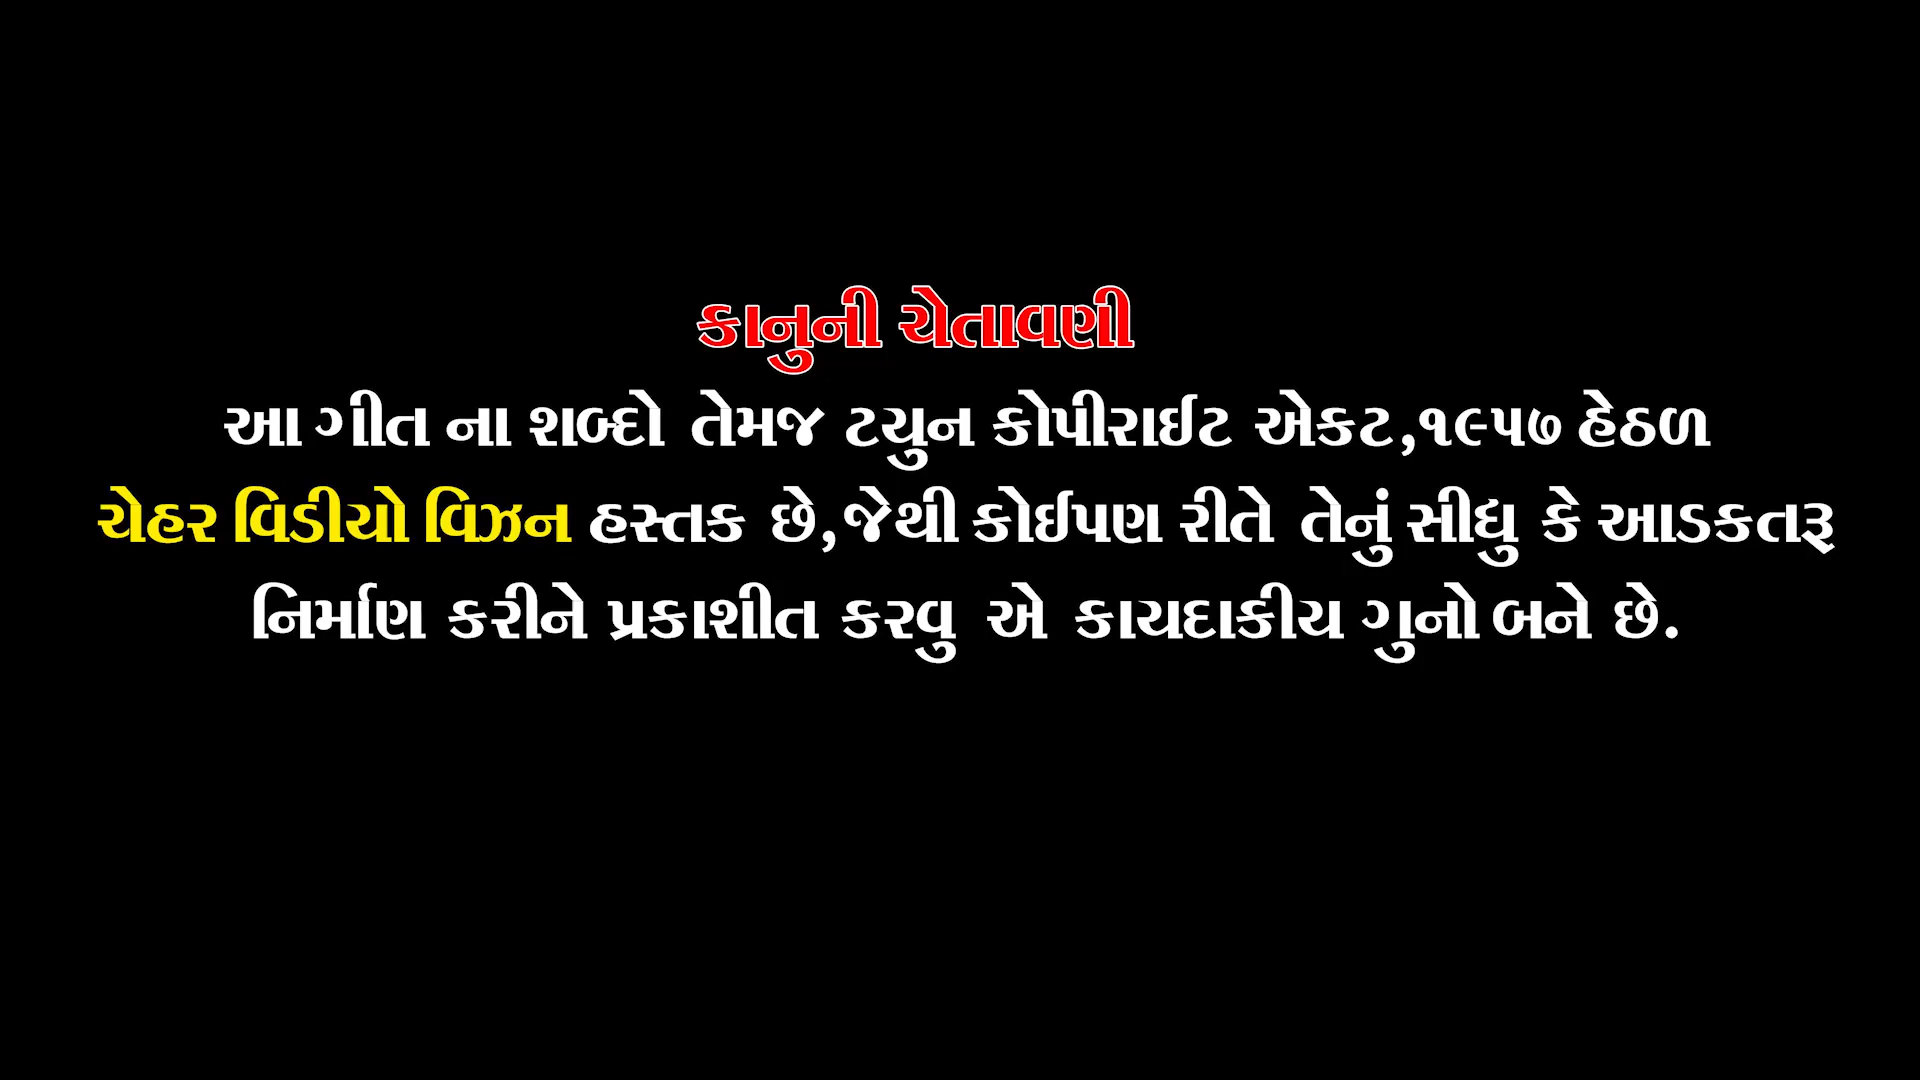 કાનુની ચેતાવણી
આ ગીત ના શબ્દો તેમજ ટયુન કોપીરાઈટ એકટ,૧૯૫૭ હેઠળ
ચેહર વિડીયો વિઝન હસ્તક છે,જેથી કોઈપણ રીતે તેનું સીધુ કે આડકતરૂ
નિર્માણ કરીને પ્રકાશીત કરવુ એ કાયદાકીય ગુનો બને છે.